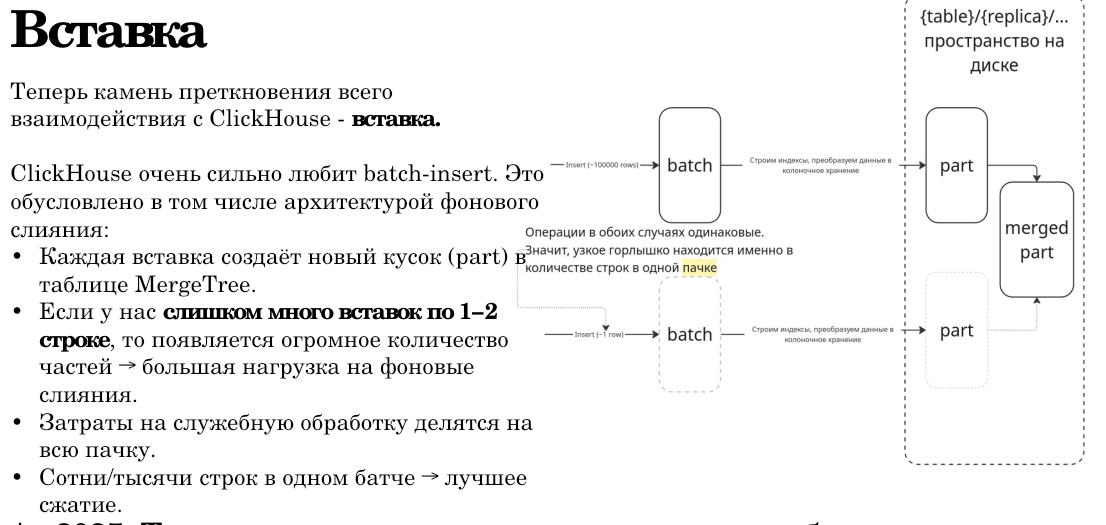 Вставка
Теперь камень преткновения всего
взаимодействия с ClickHouse - вставка.
ClickHouse очень сильно любит batch-insert. Это
обусловлено в том числе архитектурой фонового
слияния:
• Каждая вставка создаёт новый кусок (part) в
таблице MergeTree.
• Если у нас слишком много вставок по 1–2
строке, то появляется огромное количество
частей → большая нагрузка на фоновые
слияния.
• Затраты на служебную обработку делятся на
всю пачку.
• Сотни/тысячи строк в одном батче → лучшее
сжатие.
{table}/{replica}/...
пространство на
диске
Insert (~100000 rows)
batch
Строим индексы, преобразуем данные в
колоночное хранение
part
merged
part
Операции в обоих случаях одинаковые.
Значит, узкое горлышко находится именно в
количестве строк в одной пачке
Insert (~1 row)
batch
Строим индексы, преобразуем данные в
колоночное хранение
part